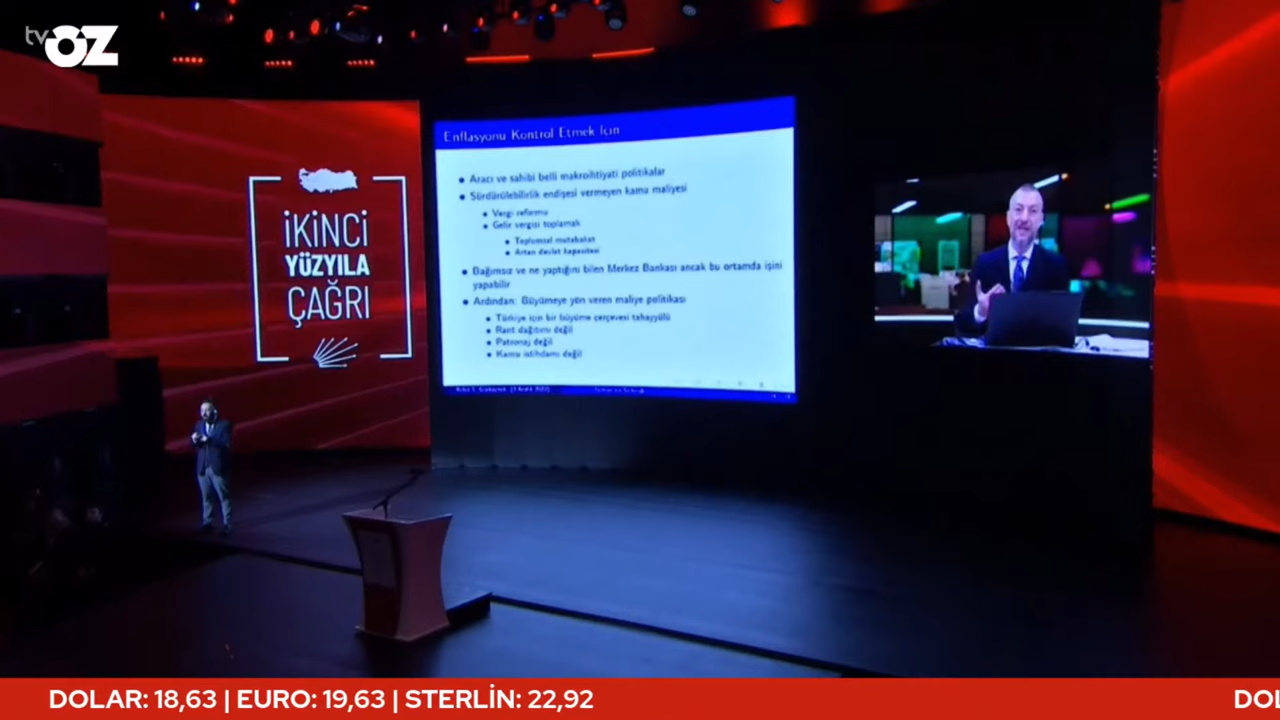 tv
ÖZ
İKİNCİ
YÜZYILA
ÇAĞRI
Enflasyonu Kontrol Etmek İçin
Aracı ve sahibi belli makroihtiyati politikalar
Sürdürülebilirlik endişesi vermeyen kamu maliyesi
Vergi reformu
Gelir vergisi toplamak
Toplumsal mutabakat
Artan devlet kapasitesi
Bağımsız ve ne yaptığını bilen Merkez Bankası ancak bu ortamda işini
yapabilir
Ardından: Büyümeye yön veren maliye politikası
Türkiye için bir büyüme çerçevesi tahayyülü
Rant dağıtımı değil
Patronaj değil
Kamu istihdamı değil
DOLAR: 18,63 | EURO: 19,63 | STERLİN: 22,92
DOL